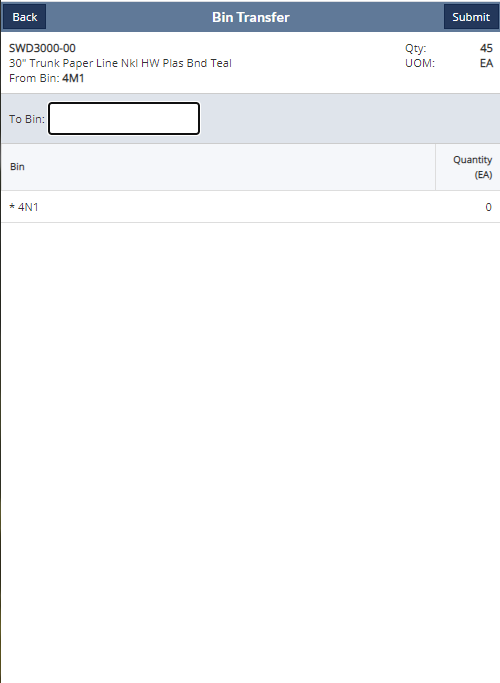 Back Bin Transfer Submit
SWD3000-00 Qty: 45
30" Trunk Paper Line Nkl HW Plas Bnd Teal UOM: EA
From Bin: 4M1
To Bin:
Bin Quantity
(EA)
* 4N1 0